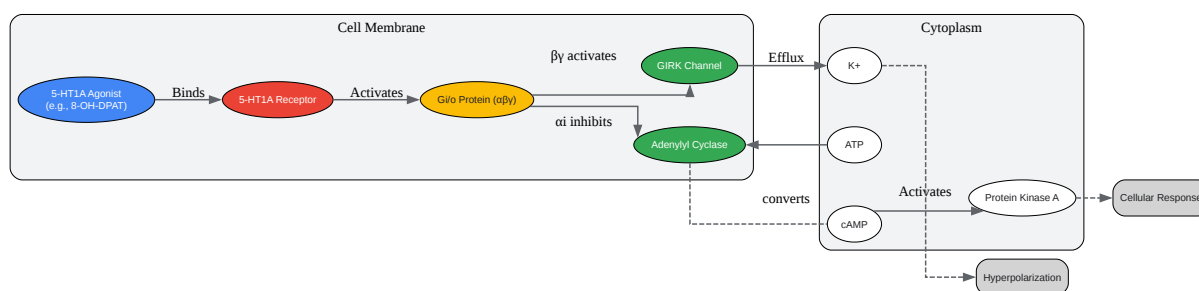 Cell Membrane
Cytoplasm
βγ activates
Efflux
GIRK Channel
K+
5-HT1A Agonist
(e.g., 8-OH-DPAT)
Binds
5-HT1A Receptor
Activates
Gi/o Protein (αβγ)
αi inhibits
Adenylyl Cyclase
ATP
converts
Activates
Protein Kinase A
Cellular Response
cAMP
Hyperpolarization